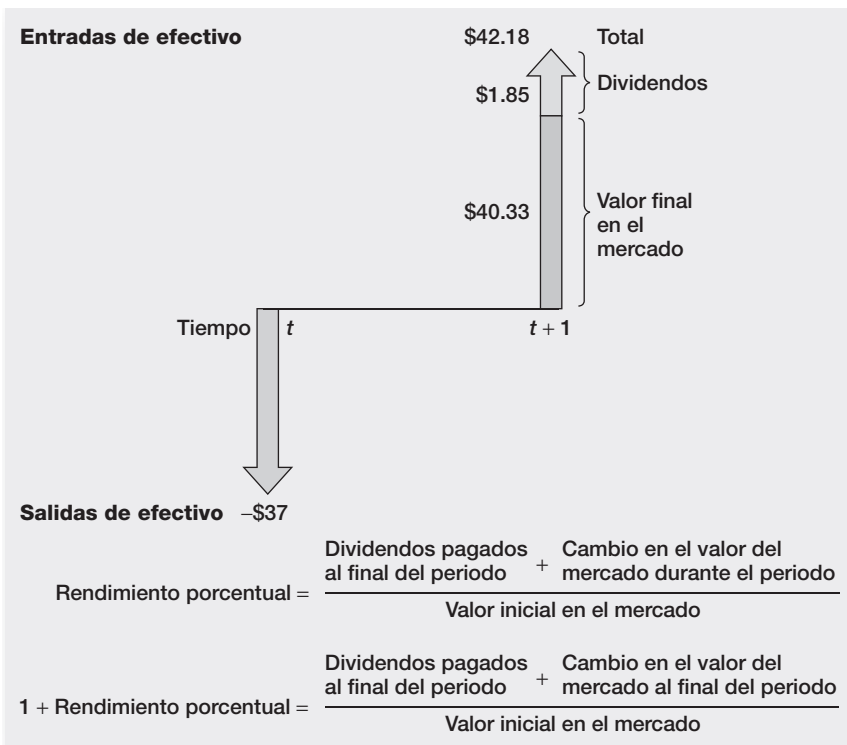 Entradas de efectivo
$42.18 Total
$1.85 Dividendos
$40.33 Valor final
en el
mercado
Tiempo t t + 1
Salidas de efectivo –$37
Rendimiento porcentual = Dividendos pagados + Cambio en el valor del
al final del periodo mercado durante el periodo
Valor inicial en el mercado
1 + Rendimiento porcentual = Dividendos pagados + Cambio en el valor del
al final del periodo mercado al final del periodo
Valor inicial en el mercado